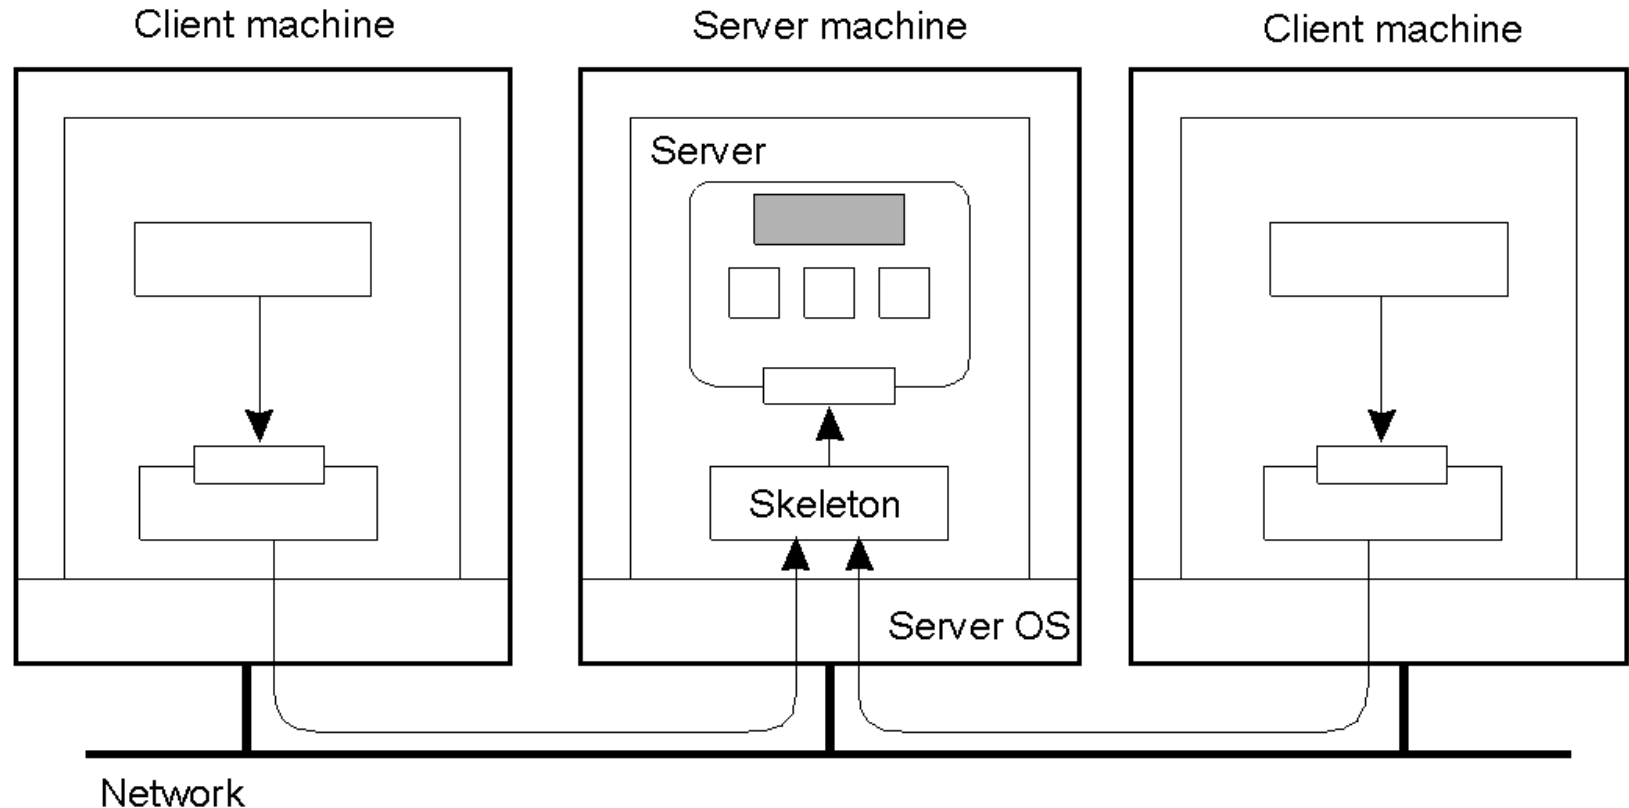 Client machine
Server machine
Client machine
Server
Skeleton
Server OS
Network